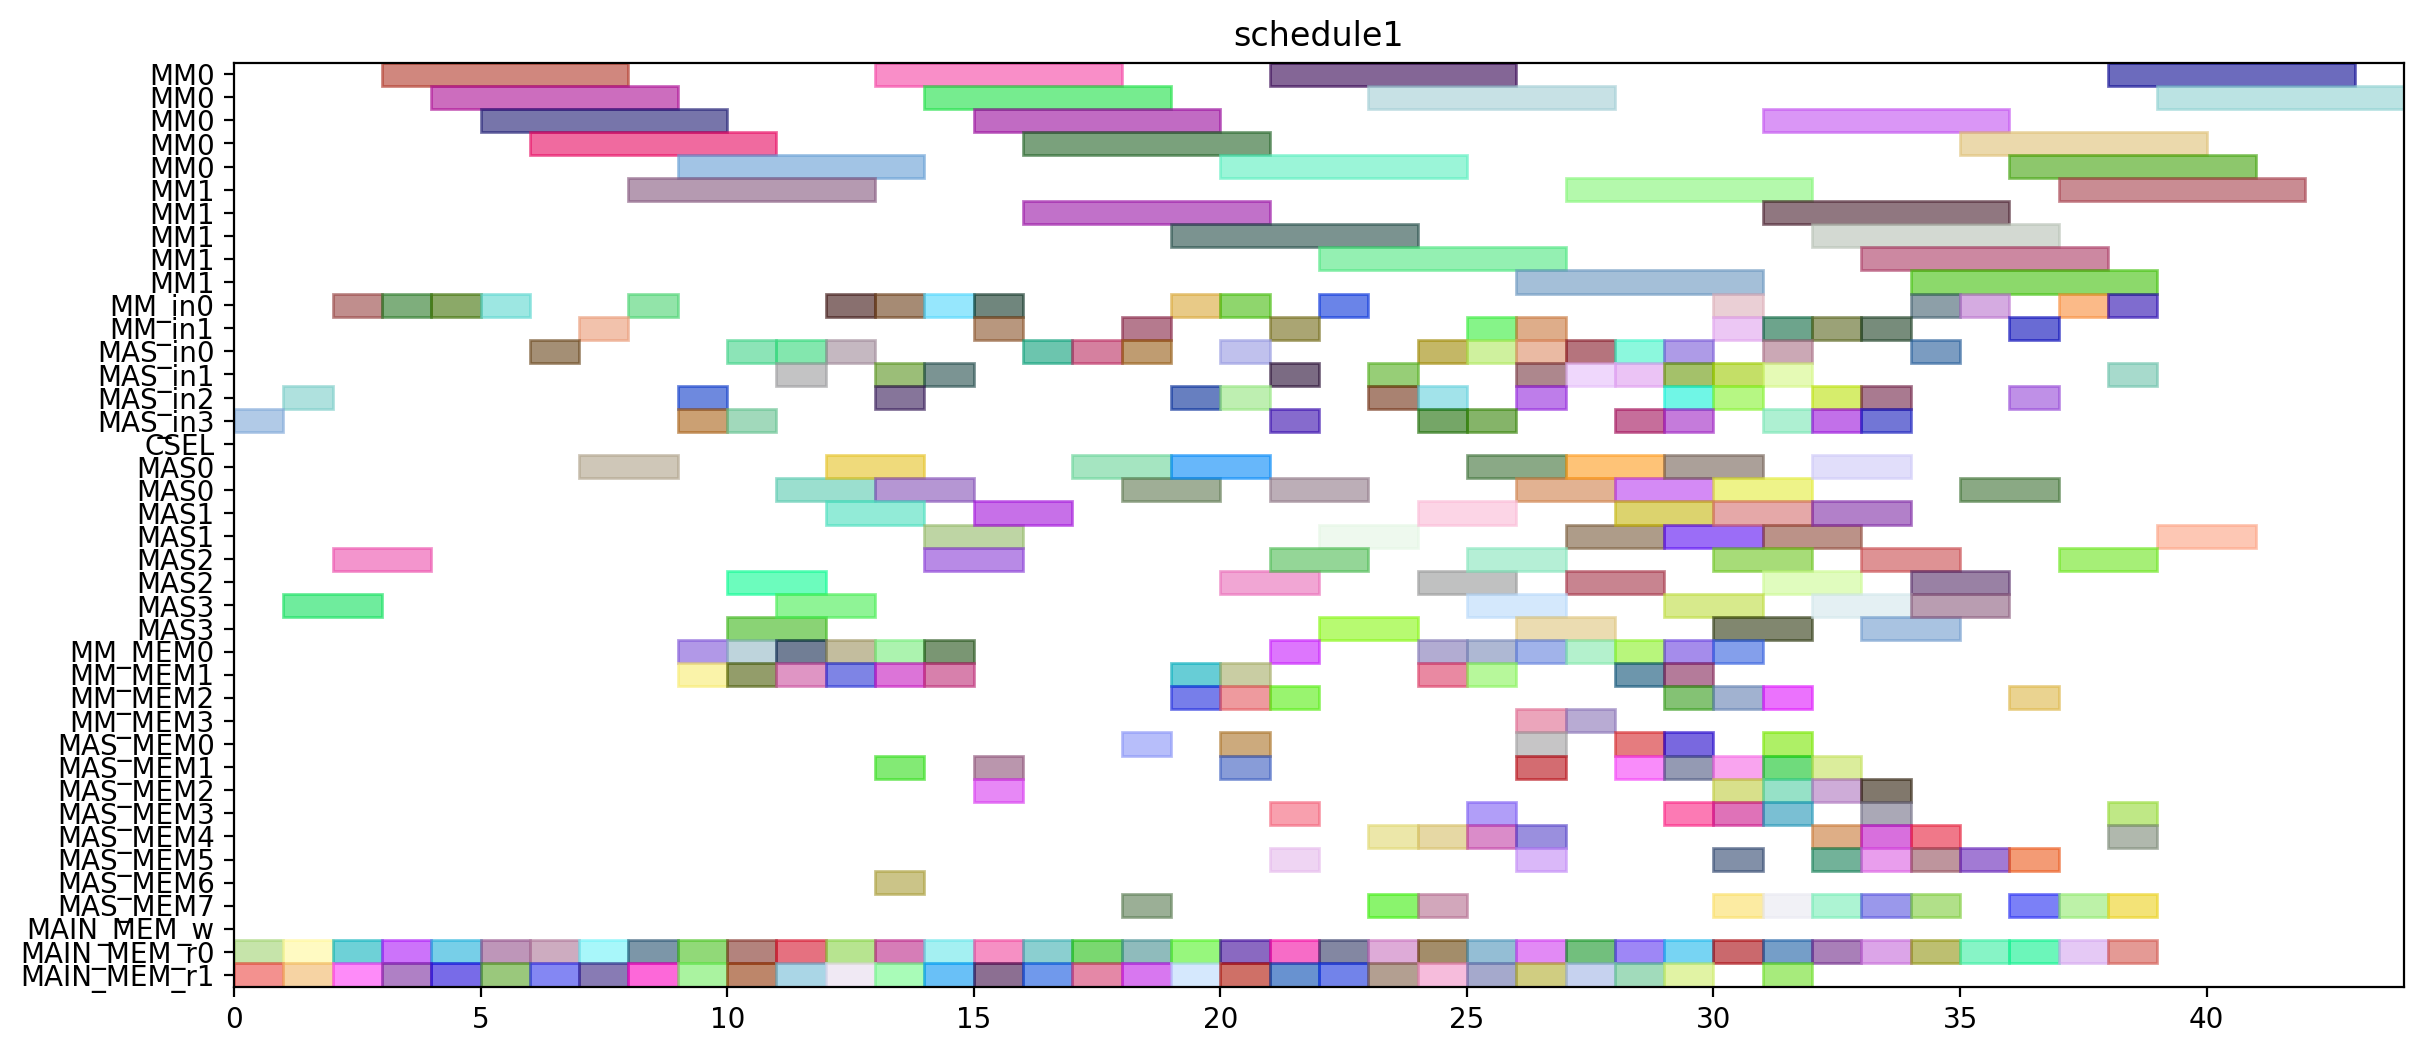 schedule1
MM0
MM0
MM0
MM0
MM0
MM1
MM1
MM1
MM1
MM1
MM_in0
MM_in1
MAS_in0
MAS_in1
MAS_in2
MAS_in3
CSEL
MAS0
MAS0
MAS1
MAS1
MAS2
MAS2
MAS3
MAS3
MM_MEM0
MM_MEM1
MM_MEM2
MM_MEM3
MAS_MEM0
MAS_MEM1
MAS_MEM2
MAS_MEM3
MAS_MEM4
MAS_MEM5
MAS_MEM6
MAS_MEM7
MAIN_MEM_w
MAIN_MEM_r0
MAIN_MEM_r1
0 5 10 15 20 25 30 35 40